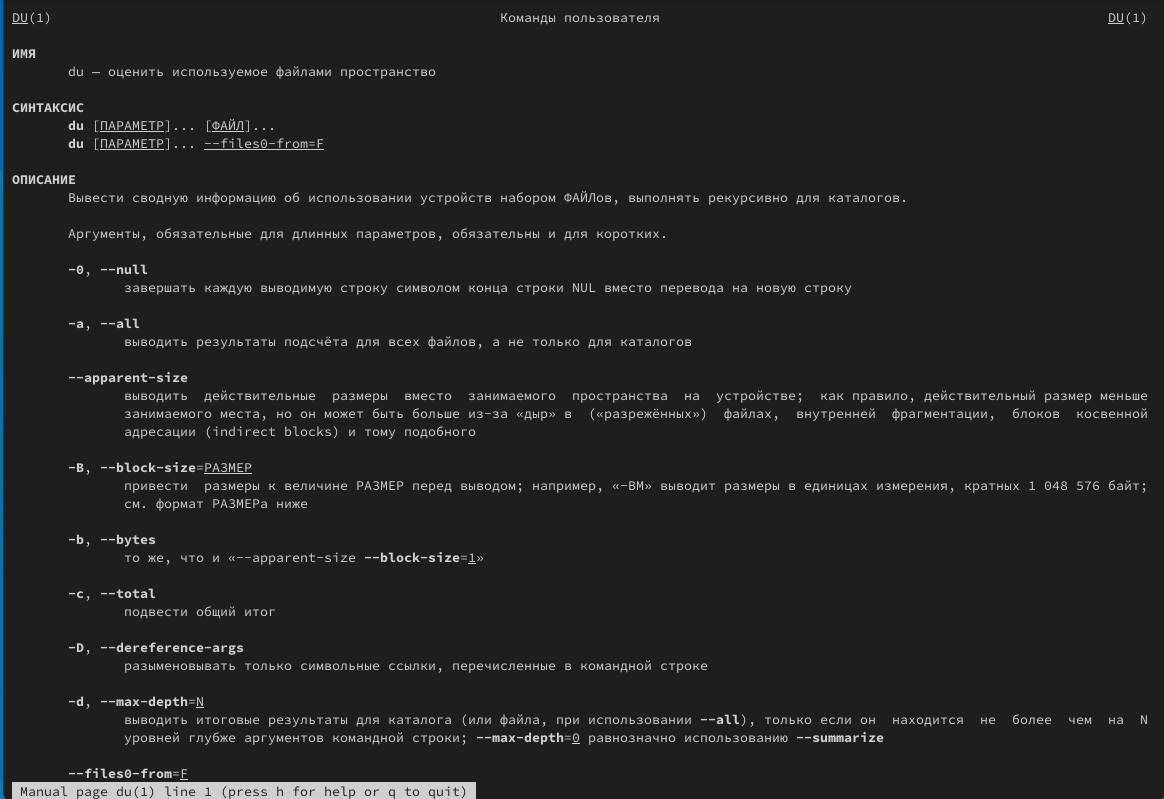 DU(1) Команды пользователя DU(1)
ИМЯ
du — оценить используемое файлами пространство
СИНТАКСИС
du [ПАРАМЕТР]... [ФАЙЛ]...
du [ПАРАМЕТР]... --files0-from=F
ОПИСАНИЕ
Вывести сводную информацию об использовании устройств набором ФАЙЛов, выполнять рекурсивно для каталогов.
Аргументы, обязательные для длинных параметров, обязательны и для коротких.
-0, --null
завершать каждую выводимую строку символом конца строки NUL вместо перевода на новую строку
-a, --all
выводить результаты подсчёта для всех файлов, а не только для каталогов
--apparent-size
выводить действительные размеры вместо занимаемого пространства на устройстве; как правило, действительный размер меньше
занимаемого места, но он может быть больше из-за «дыр» в («разрежённых») файлах, внутренней фрагментации, блоков косвенной
адресации (indirect blocks) и тому подобного
-B, --block-size=РАЗМЕР
привести размеры к величине РАЗМЕР перед выводом; например, «-BM» выводит размеры в единицах измерения, кратных 1 048 576 байт;
см. формат РАЗМЕРа ниже
-b, --bytes
то же, что и «--apparent-size --block-size=1»
-c, --total
подвести общий итог
-D, --dereference-args
разыменовывать только символьные ссылки, перечисленные в командной строке
-d, --max-depth=N
выводить итоговые результаты для каталога (или файла, при использовании --all), только если он находится не более чем на N
уровней глубже аргументов командной строки; --max-depth=0 равнозначно использованию --summarize
--files0-from=F
Manual page du(1) line 1 (press h for help or q to quit)